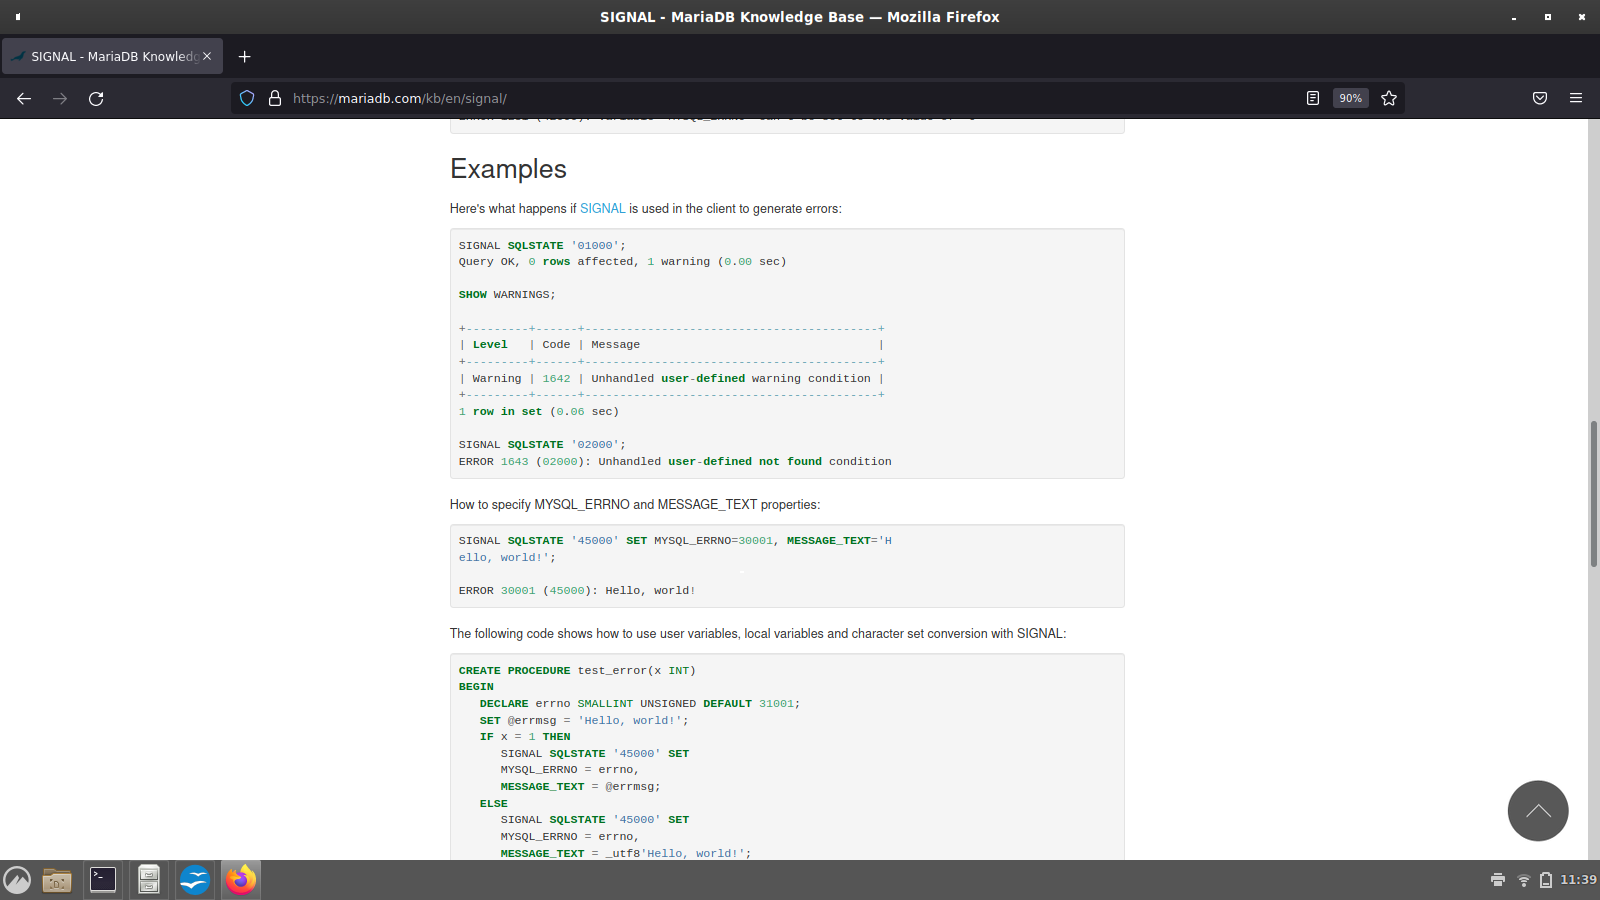 SIGNAL - MariaDB Knowledge Base — Mozilla Firefox
SIGNAL - MariaDB Knowledg
https://mariadb.com/kb/en/signal/
90%
Examples
Here's what happens if SIGNAL is used in the client to generate errors:
SIGNAL SQLSTATE '01000';
Query OK, 0 rows affected, 1 warning (0.00 sec)
SHOW WARNINGS;
+---------+------+------------------------------------------+
| Level   | Code | Message                                  |
+---------+------+------------------------------------------+
| Warning | 1642 | Unhandled user-defined warning condition |
+---------+------+------------------------------------------+
1 row in set (0.06 sec)
SIGNAL SQLSTATE '02000';
ERROR 1643 (02000): Unhandled user-defined not found condition
How to specify MYSQL_ERRNO and MESSAGE_TEXT properties:
SIGNAL SQLSTATE '45000' SET MYSQL_ERRNO=30001, MESSAGE_TEXT='H
ello, world!';
ERROR 30001 (45000): Hello, world!
The following code shows how to use user variables, local variables and character set conversion with SIGNAL:
CREATE PROCEDURE test_error(x INT)
BEGIN
   DECLARE errno SMALLINT UNSIGNED DEFAULT 31001;
   SET @errmsg = 'Hello, world!';
   IF x = 1 THEN
      SIGNAL SQLSTATE '45000' SET
      MYSQL_ERRNO = errno,
      MESSAGE_TEXT = @errmsg;
   ELSE
      SIGNAL SQLSTATE '45000' SET
      MYSQL_ERRNO = errno,
      MESSAGE_TEXT = _utf8'Hello, world!';
11:39